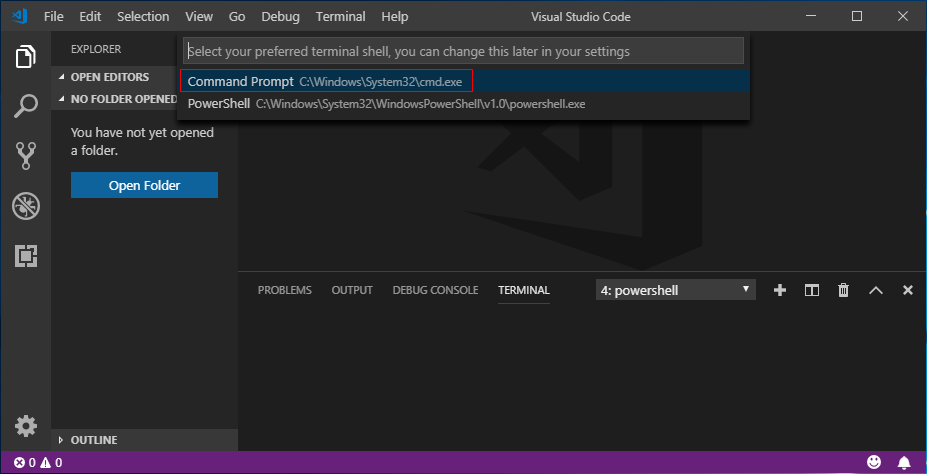 File Edit Selection View Go Debug Terminal Help Visual Studio Code
EXPLORER
Select your preferred terminal shell, you can change this later in your settings
OPEN EDITORS
Command Prompt C:\Windows\System32\cmd.exe
NO FOLDER OPENED
PowerShell C:\Windows\System32\WindowsPowerShell\v1.0\powershell.exe
You have not yet opened
a folder.
Open Folder
PROBLEMS OUTPUT DEBUG CONSOLE TERMINAL 4: powershell
OUTLINE
0 0